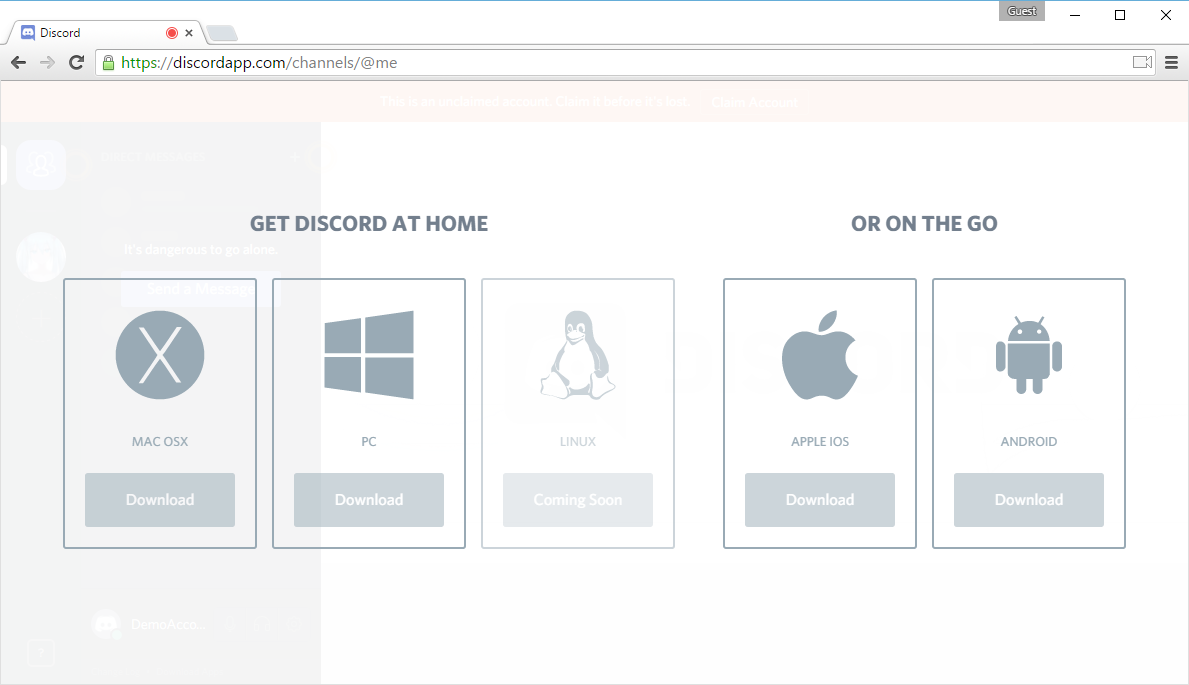 Guest
Discord
https://discordapp.com/channels/@me
This is an unclaimed account. Claim it before it's lost. Claim Account
DIRECT MESSAGES
GET DISCORD AT HOME
OR ON THE GO
It's dangerous to go alone.
Send a Message
MAC OSX
PC
LINUX
APPLE IOS
ANDROID
Download
Download
Coming Soon
Download
Download
DemoAcco...